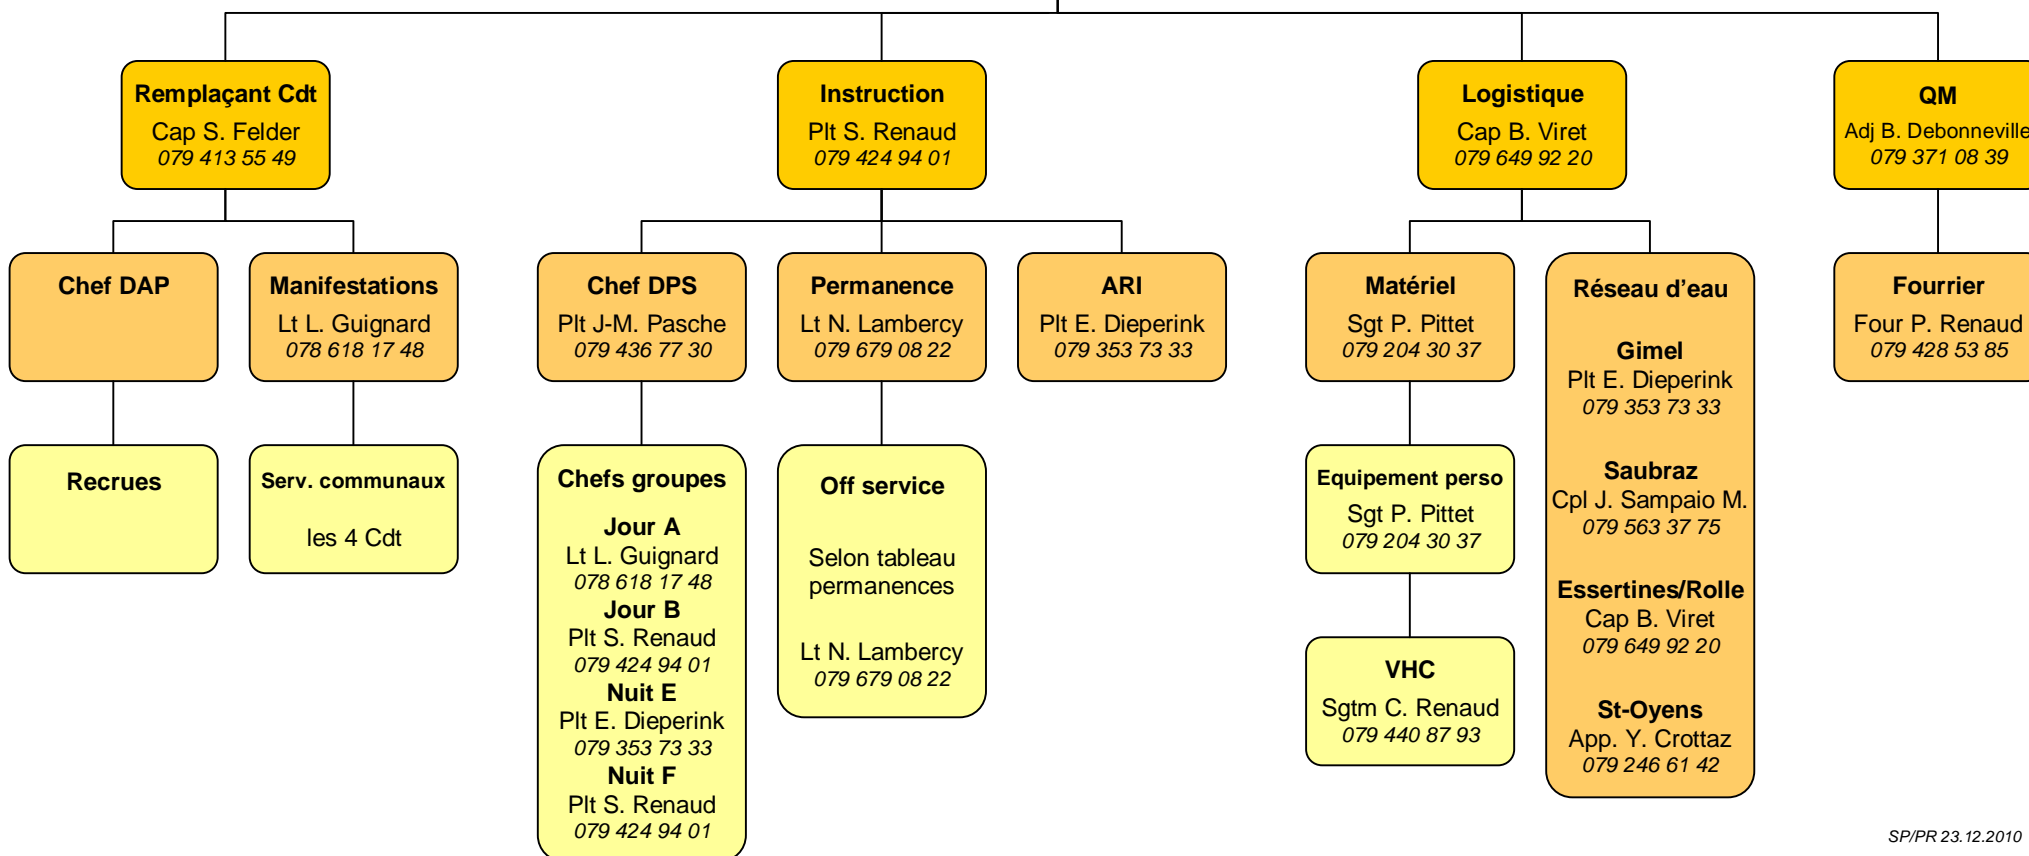 Remplaçant Cdt
Cap S. Felder
079 413 55 49
Instruction
Plt S. Renaud
079 424 94 01
Logistique
Cap B. Viret
079 649 92 20
QM
Adj B. Debonneville
079 371 08 39
Chef DAP
Manifestations
Lt L. Guignard
078 618 17 48
Chef DPS
Plt J-M. Pasche
079 436 77 30
Permanence
Lt N. Lambercy
079 679 08 22
ARI
Plt E. Dieperink
079 353 73 33
Matériel
Sgt P. Pittet
079 204 30 37
Réseau d’eau
Gimel
Plt E. Dieperink
079 353 73 33
Saubraz
Cpl J. Sampaio M.
079 563 37 75
Essertines/Rolle
Cap B. Viret
079 649 92 20
St-Oyens
App. Y. Crottaz
079 246 61 42
Fourrier
Four P. Renaud
079 428 53 85
Recrues
Serv. communaux
les 4 Cdt
Chefs groupes
Jour A
Lt L. Guignard
078 618 17 48
Jour B
Plt S. Renaud
079 424 94 01
Nuit E
Plt E. Dieperink
079 353 73 33
Nuit F
Plt S. Renaud
079 424 94 01
Off service
Selon tableau
permanences
Lt N. Lambercy
079 679 08 22
Equipement perso
Sgt P. Pittet
079 204 30 37
VHC
Sgtm C. Renaud
079 440 87 93
SP/PR 23.12.2010